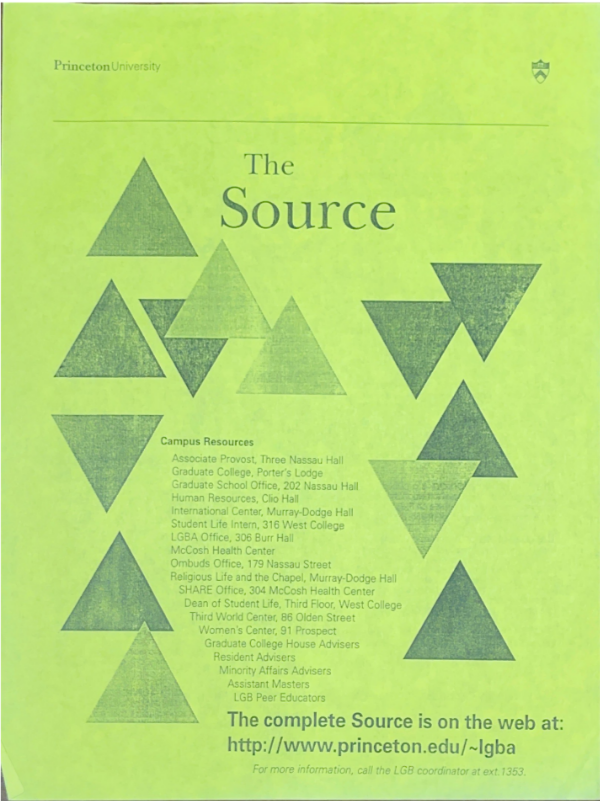 Princeton University
The
Source
Campus Resources
Associate Provost, Three Nassau Hall
Graduate College, Porter's Lodge
Graduate School Office, 202 Nassau Hall
Human Resources, Clio Hall
International Center, Murray-Dodge Hall
Student Life Intern, 316 West College
LGBA Office, 306 Burr Hall
McCosh Health Center
Ombuds Office, 179 Nassau Street
Religious Life and the Chapel, Murray-Dodge Hall
SHARE Office, 304 McCosh Health Center
Dean of Student Life, Third Floor, West College
Third World Center, 86 Olden Street
Women's Center, 91 Prospect
Graduate College House Advisers
Resident Advisers
Minority Affairs Advisers
Assistant Masters
LGB Peer Educators
The complete Source is on the web at:
http://www.princeton.edu/~lgba
For more information, call the LGB coordinator at ext.1353.